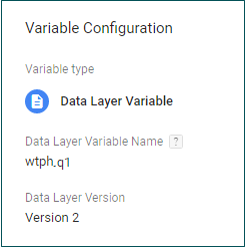 Variable Configuration
Variable type
Data Layer Variable
Data Layer Variable Name ?
wtph.q1
Data Layer Version
Version 2